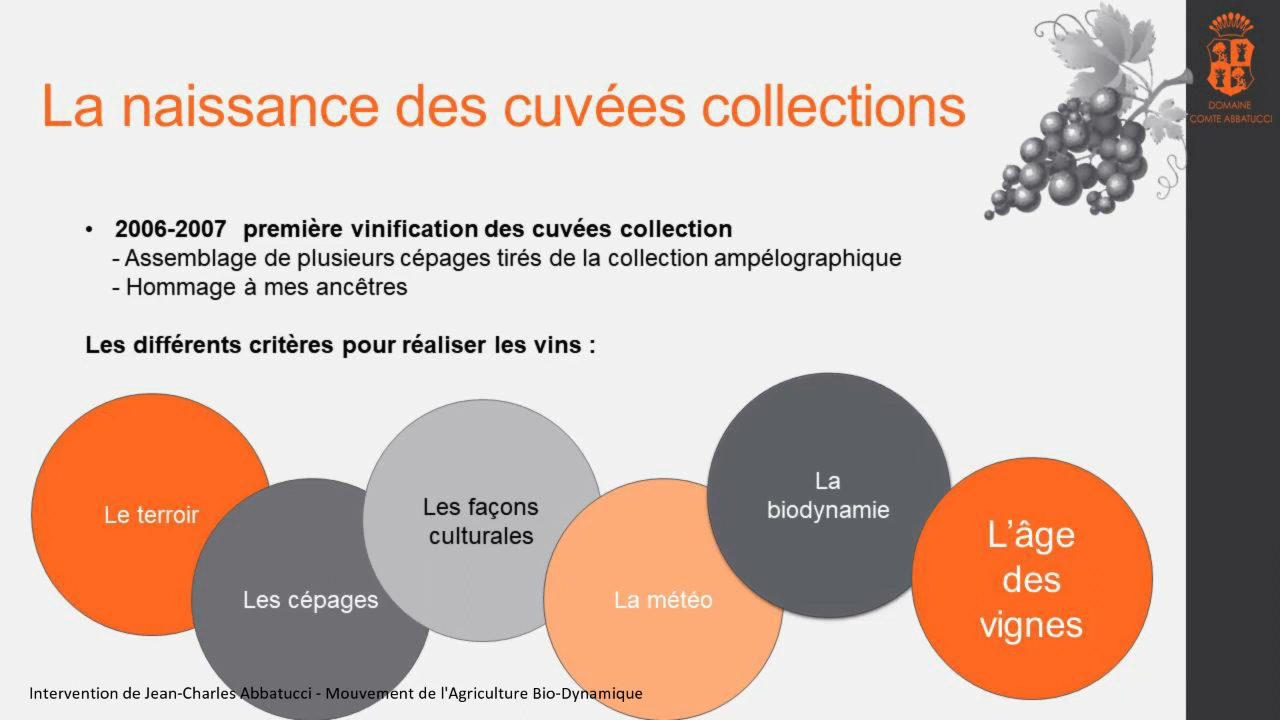 DOMAINE
COMTE ABBATUCCI
La naissance des cuvées collections
• 2006-2007 première vinification des cuvées collection
- Assemblage de plusieurs cépages tirés de la collection ampélographique
- Hommage à mes ancêtres
Les différents critères pour réaliser les vins :
Le terroir
Les cépages
Les façons
culturales
La météo
La
biodynamie
L'âge
des
vignes
Intervention de Jean-Charles Abbatucci - Mouvement de l'Agriculture Bio-Dynamique